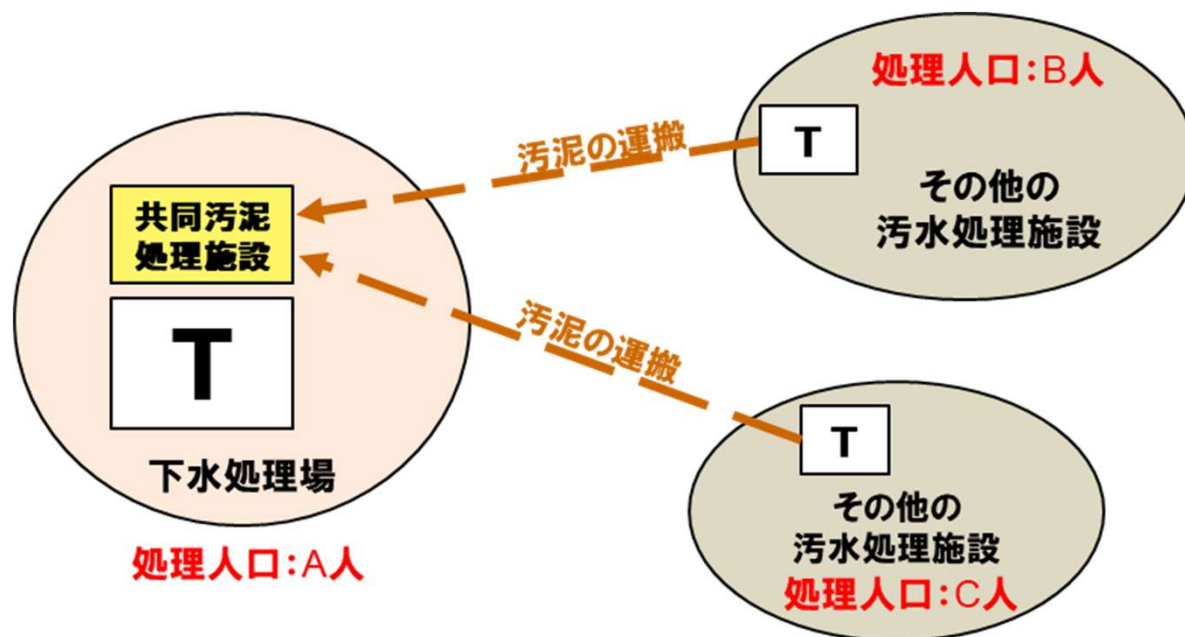 共同汚泥
処理施設
T
下水処理場
処理人口：A人
汚泥の運搬
汚泥の運搬
処理人口：B人
T
その他の
汚水処理施設
T
その他の
汚水処理施設
処理人口：C人